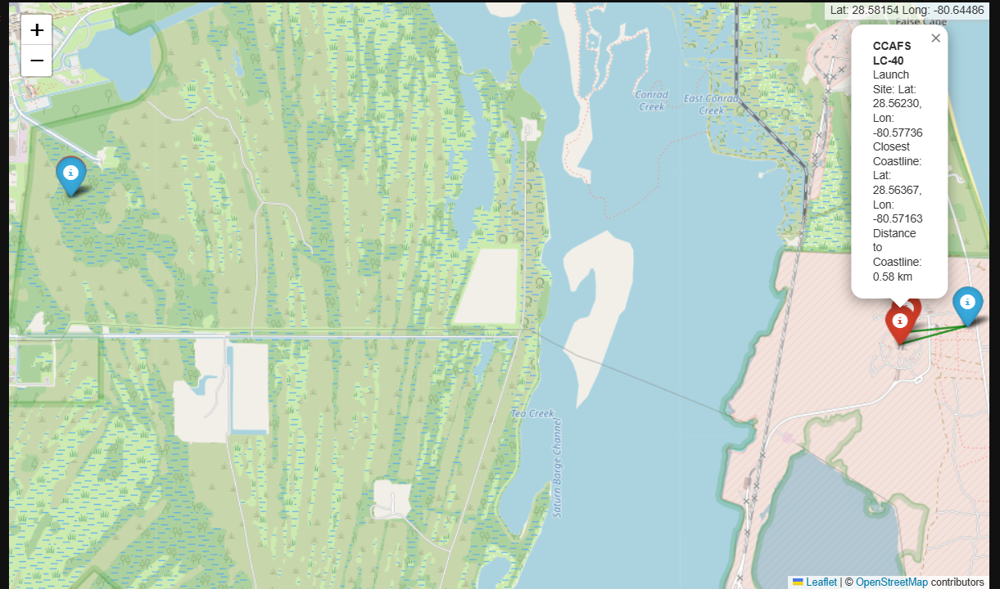 +
−
Lat: 28.58154 Long: -80.64486
False Cape
×
CCAFS
LC-40
Launch
Site: Lat:
28.56230,
Lon:
-80.57736
Closest
Coastline:
Lat:
28.56367,
Lon:
-80.57163
Distance
to
Coastline:
0.58 km
Conrad
Creek
East Conrad
Creek
Tea Creek
Saturn Barge Channel
Leaflet | © OpenStreetMap contributors